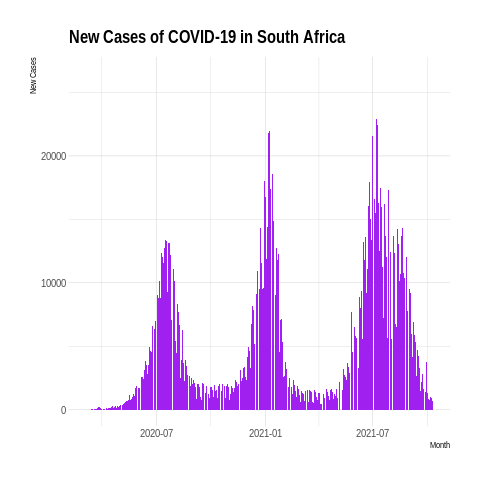 New Cases of COVID-19 in South Africa
New Cases
20000
10000
0
2020-07
2021-01
2021-07
Month